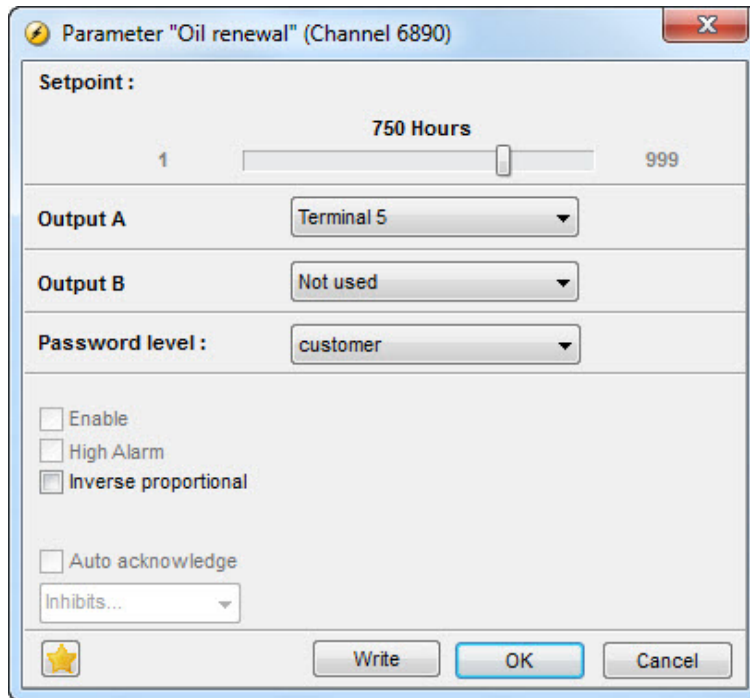 Parameter "Oil renewal" (Channel 6890)
Setpoint :
750 Hours
1 999
Output A Terminal 5
Output B Not used
Password level : customer
Enable
High Alarm
Inverse proportional
Auto acknowledge
Inhibits...
Write OK Cancel